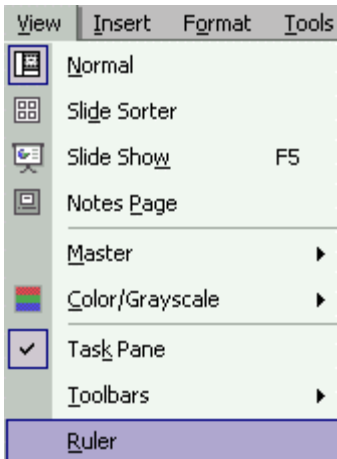 View Insert Format Tools
Normal
Slide Sorter
Slide Show F5
Notes Page
Master
Color/Grayscale
Task Pane
Toolbars
Ruler